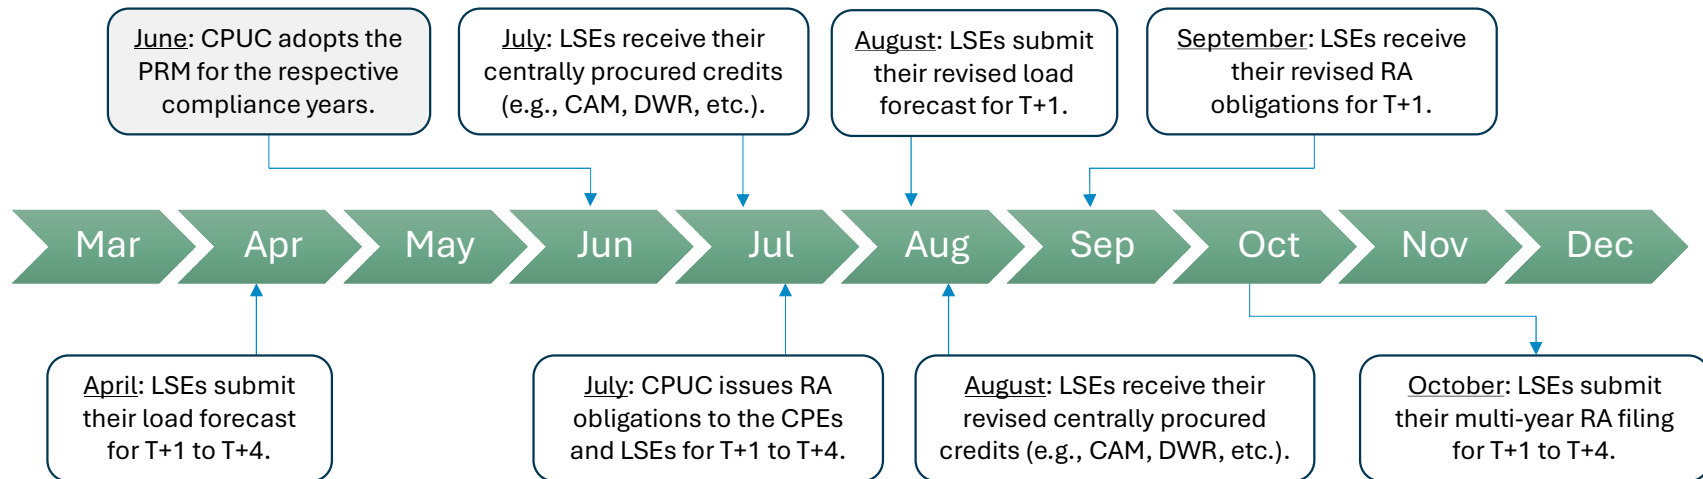 June: CPUC adopts the
PRM for the respective
compliance years.
July: LSEs receive their
centrally procured credits
(e.g., CAM, DWR, etc.).
August: LSEs submit
their revised load
forecast for T+1.
September: LSEs receive
their revised RA
obligations for T+1.
Mar
Apr
May
Jun
Jul
Aug
Sep
Oct
Nov
Dec
April: LSEs submit
their load forecast
for T+1 to T+4.
July: CPUC issues RA
obligations to the CPEs
and LSEs for T+1 to T+4.
August: LSEs receive their
revised centrally procured
credits (e.g., CAM, DWR, etc.).
October: LSEs submit
their multi-year RA filing
for T+1 to T+4.